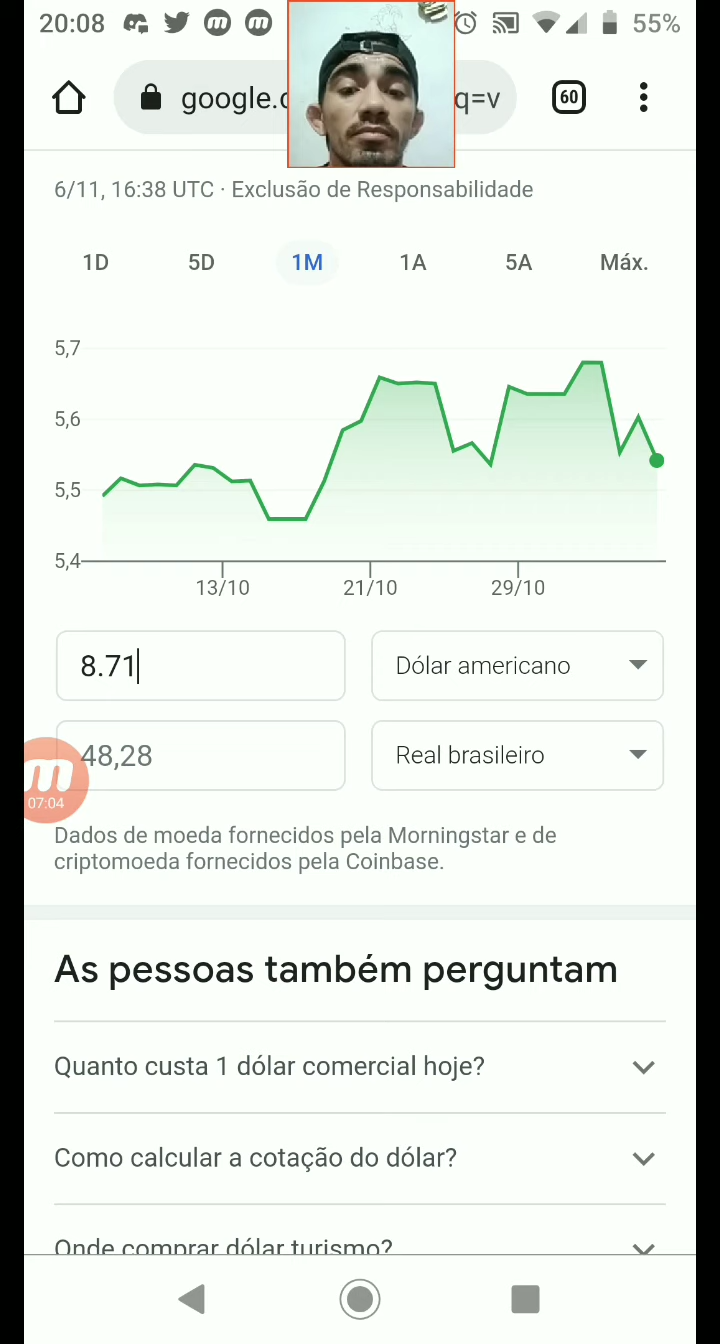 20:08 55%
google.c q=v 60
6/11, 16:38 UTC · Exclusão de Responsabilidade
1D 5D 1M 1A 5A Máx.
5,7
5,6
5,5
5,4
13/10 21/10 29/10
8.71 Dólar americano
48,28 Real brasileiro
07:04
Dados de moeda fornecidos pela Morningstar e de
criptomoeda fornecidos pela Coinbase.
As pessoas também perguntam
Quanto custa 1 dólar comercial hoje?
Como calcular a cotação do dólar?
Onde comprar dólar turismo?